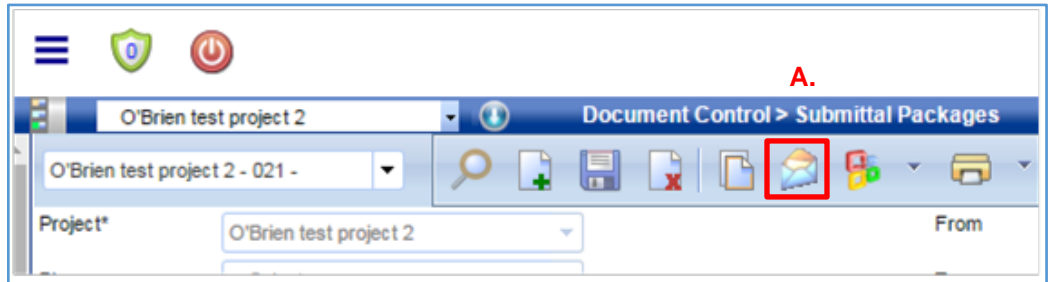 0
A.
O'Brien test project 2
Document Control > Submittal Packages
O'Brien test project 2 - 021 -
Project*
O'Brien test project 2
From